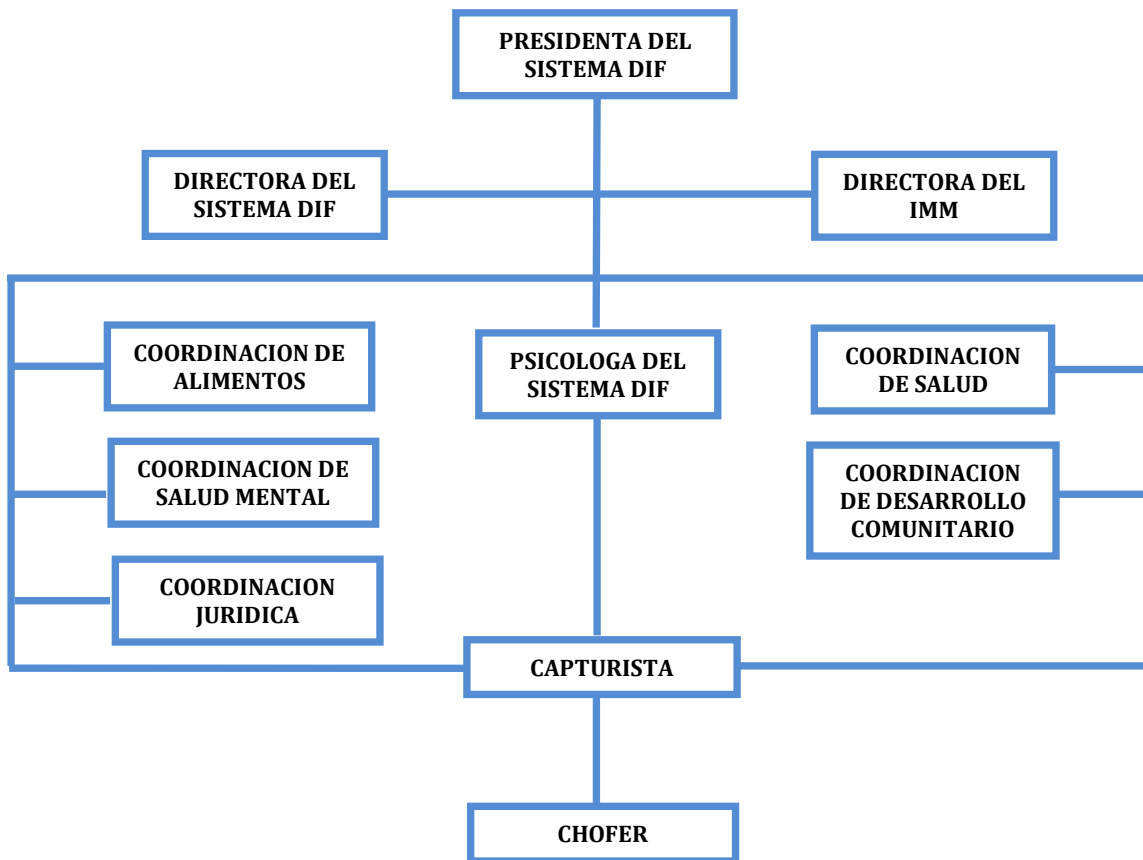 PRESIDENTA DEL
SISTEMA DIF
DIRECTORA DEL
SISTEMA DIF
DIRECTORA DEL
IMM
COORDINACION DE
ALIMENTOS
PSICOLOGA DEL
SISTEMA DIF
COORDINACION
DE SALUD
COORDINACION DE
SALUD MENTAL
COORDINACION
DE DESARROLLO
COMUNITARIO
COORDINACION
JURIDICA
CAPTURISTA
CHOFER